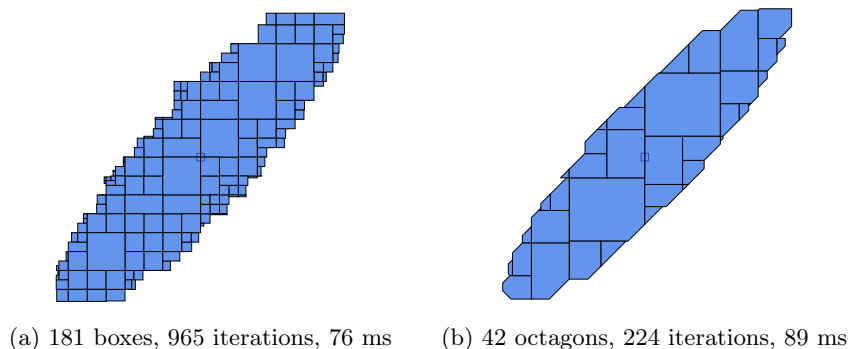 (a) 181 boxes, 965 iterations, 76 ms
(b) 42 octagons, 224 iterations, 89 ms